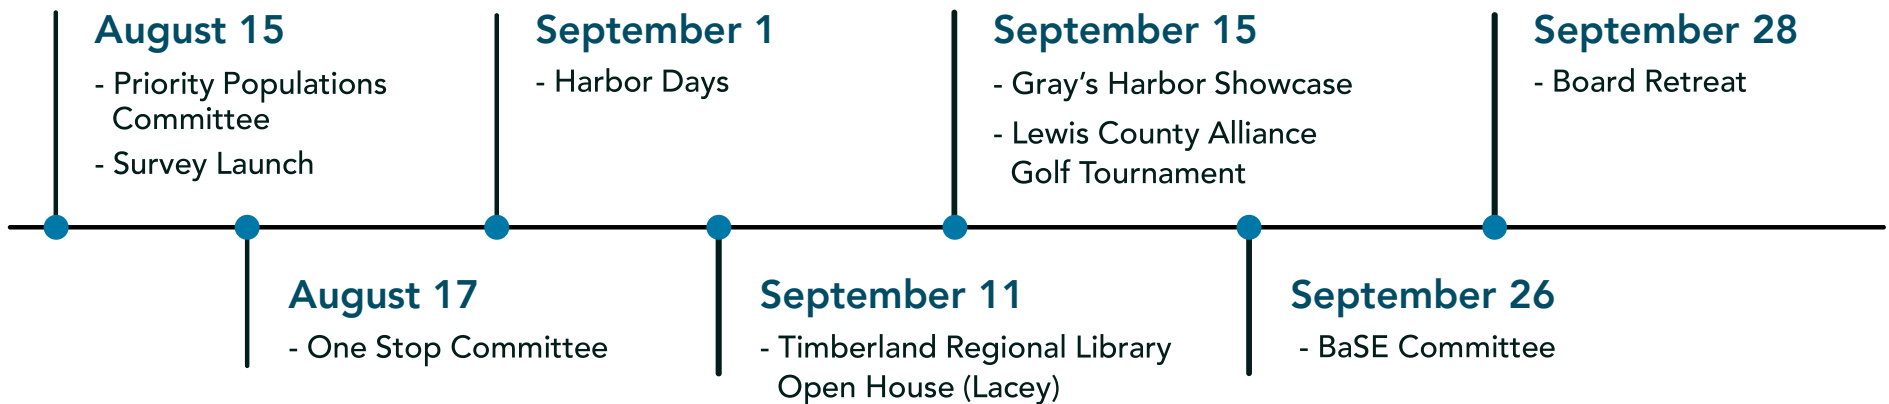 August 15
- Priority Populations
Committee
- Survey Launch
August 17
- One Stop Committee
September 1
- Harbor Days
September 11
- Timberland Regional Library
Open House (Lacey)
September 15
- Gray’s Harbor Showcase
- Lewis County Alliance
Golf Tournament
September 26
- BaSE Committee
September 28
- Board Retreat